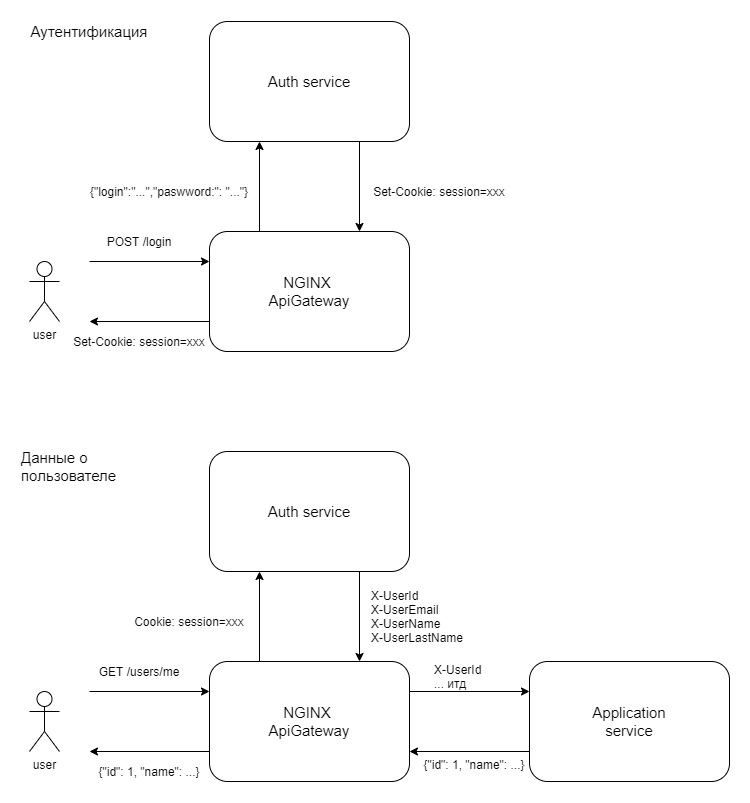 Аутентификация
Auth service
{"login":"...","paswword:": "..."}
Set-Cookie: session=xxx
POST /login
NGINX
ApiGateway
user
Set-Cookie: session=xxx
Данные о
пользователе
Auth service
Cookie: session=xxx
X-UserId
X-UserEmail
X-UserName
X-UserLastName
GET /users/me
NGINX
ApiGateway
X-UserId
... итд
Application
service
user
{"id": 1, "name": ...}
{"id": 1, "name": ...}